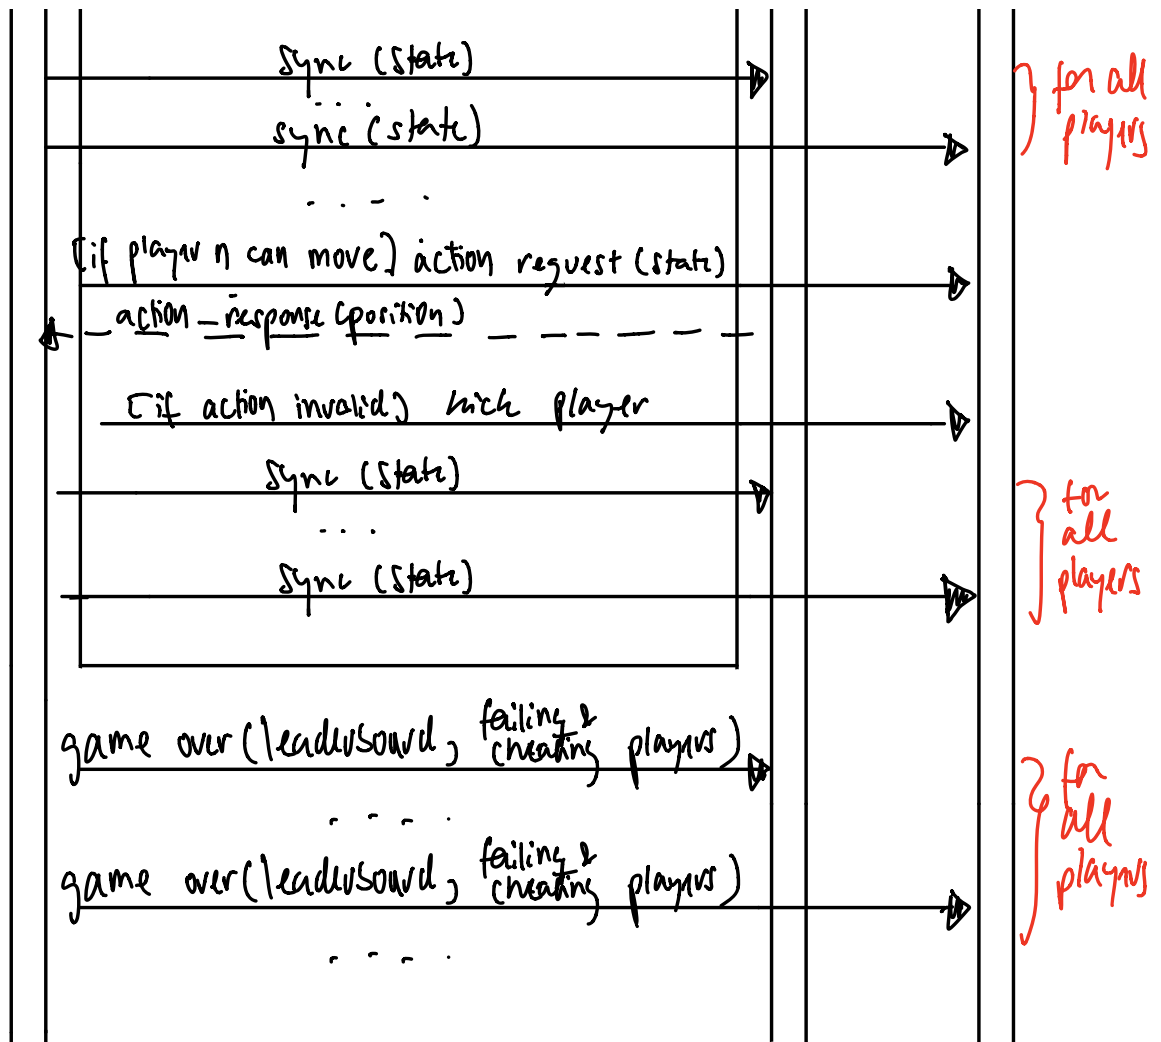 sync (state)
for all
players
...
sync (state)
....
[if player n can move] action request (state)
action_response (position)
[if action invalid] kick player
sync (state)
for
all
players
...
sync (state)
game over (leaderboard, failing & cheating players)
for
all
players
....
game over (leaderboard, failing & cheating players)
....